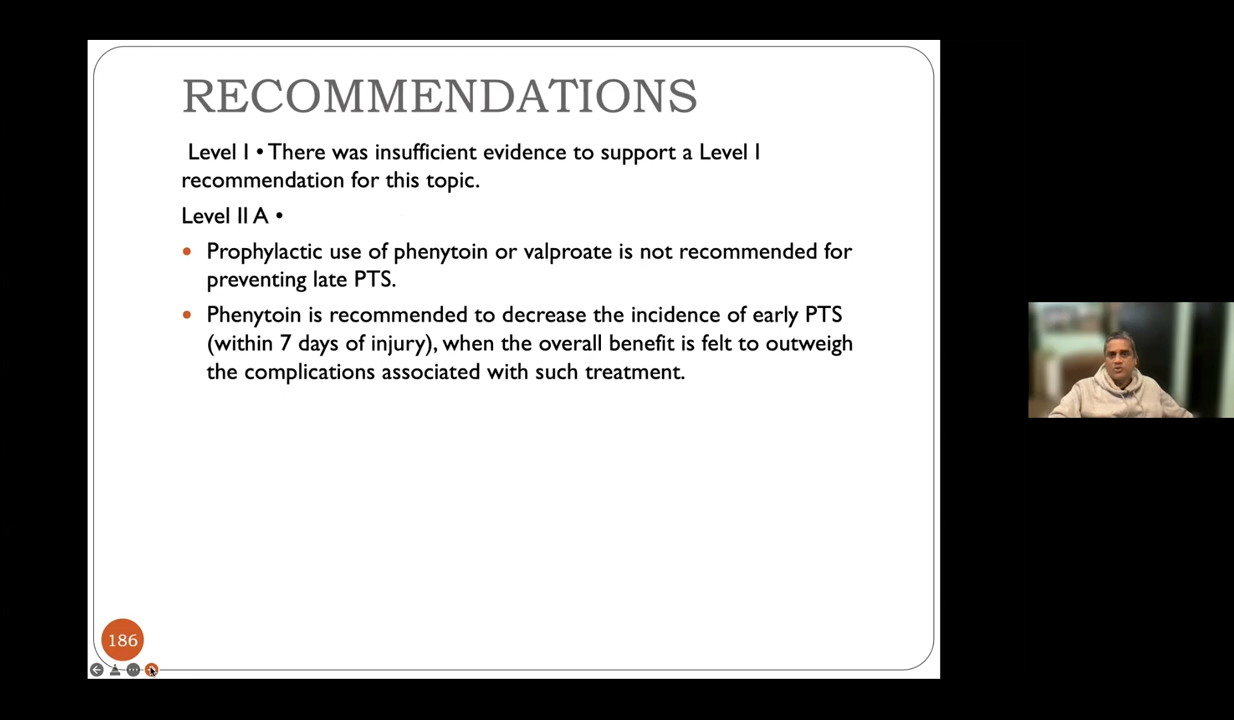 RECOMMENDATIONS
Level I • There was insufficient evidence to support a Level I
recommendation for this topic.
Level II A •
• Prophylactic use of phenytoin or valproate is not recommended for
preventing late PTS.
• Phenytoin is recommended to decrease the incidence of early PTS
(within 7 days of injury), when the overall benefit is felt to outweigh
the complications associated with such treatment.
186